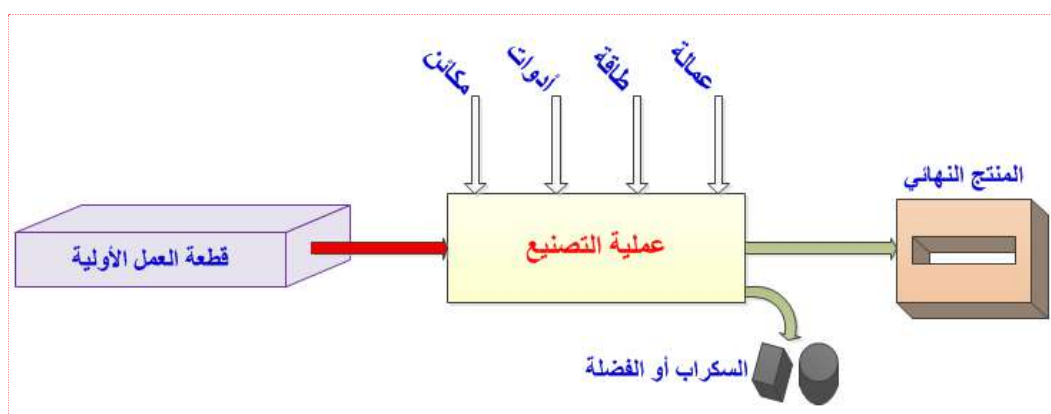 عمالة
طاقة
أدوات
مكائن
المنتج النهائي
عملية التصنيع
قطعة العمل الأولية
السكراب أو الفضلة